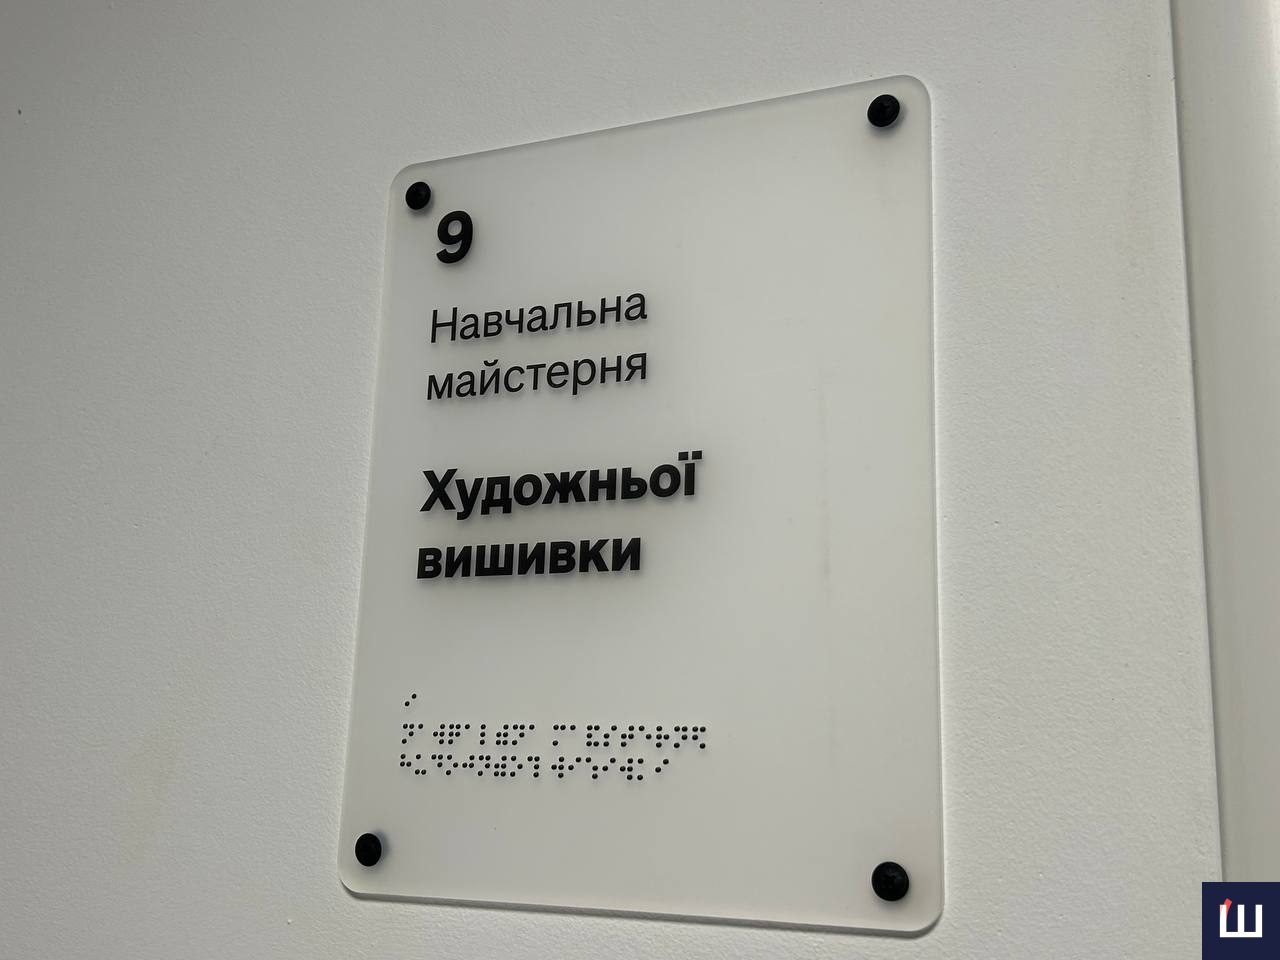 9
Навчальна
майстерня
Художньої
вишивки